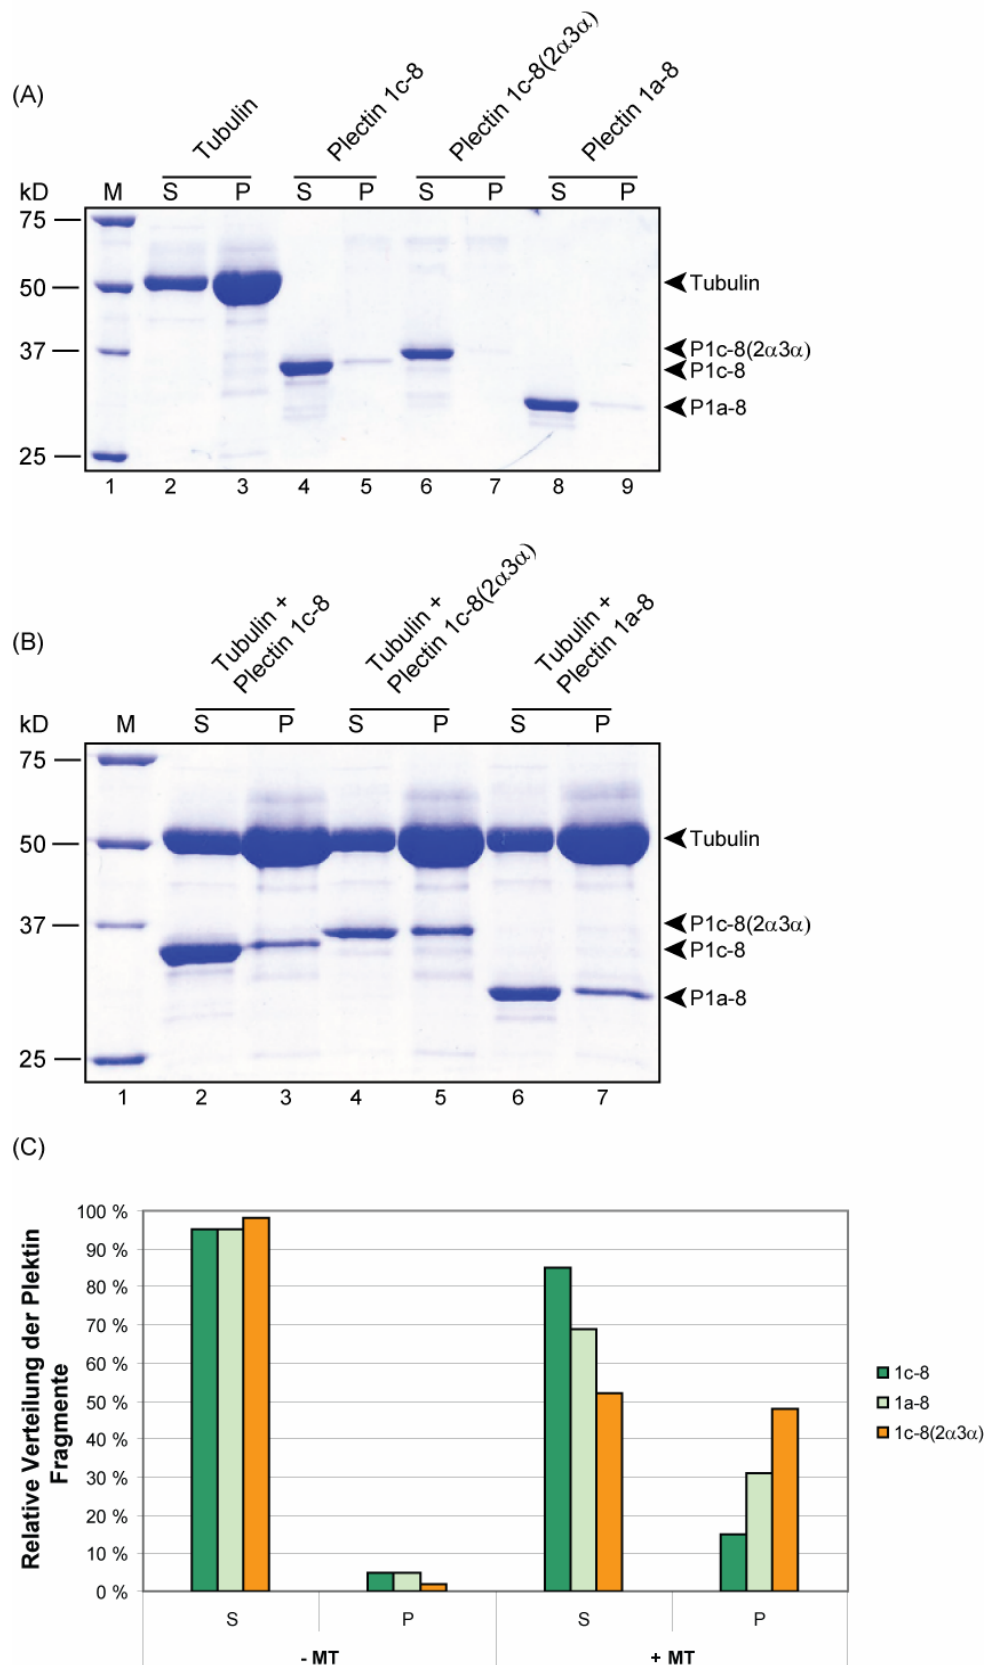 (A)
Tubulin
Plectin 1c-8
Plectin 1c-8(2α3α)
Plectin 1a-8
kD M S P S P S P S P
75
50
37
25
Tubulin
P1c-8(2α3α)
P1c-8
P1a-8
1 2 3 4 5 6 7 8 9
(B)
Tubulin +
Plectin 1c-8
Tubulin +
Plectin 1c-8(2α3α)
Tubulin +
Plectin 1a-8
kD M S P S P S P
75
50
37
25
Tubulin
P1c-8(2α3α)
P1c-8
P1a-8
1 2 3 4 5 6 7
(C)
Relative Verteilung der Plektin
Fragmente
100 %
90 %
80 %
70 %
60 %
50 %
40 %
30 %
20 %
10 %
0 %
S P S P
- MT + MT
1c-8
1a-8
1c-8(2α3α)